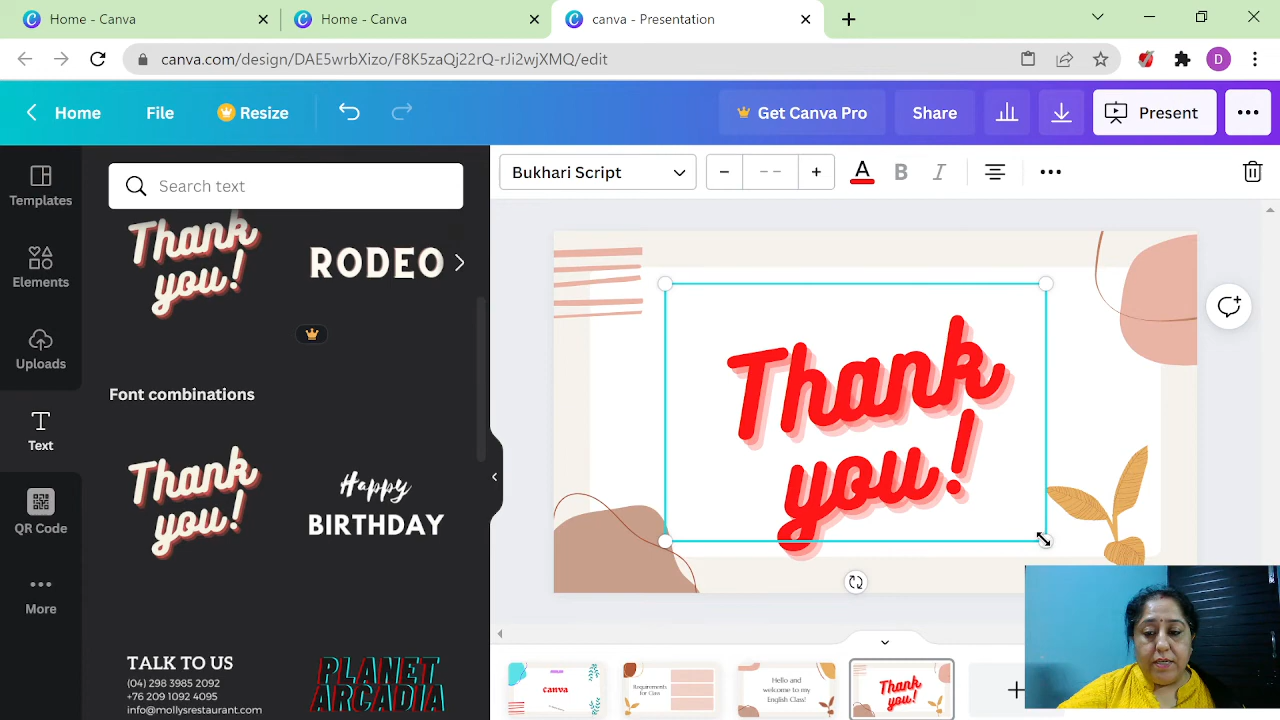 Home - Canva
Home - Canva
canva - Presentation
canva.com/design/DAE5wrbXizo/F8K5zaQj22rQ-rJi2wjXMQ/edit
D
Home
File
Resize
Get Canva Pro
Share
Present
Templates
Elements
Uploads
Text
QR Code
More
Search text
Thank
you!
RODEO
Font combinations
Thank
you!
Happy
BIRTHDAY
TALK TO US
(04) 298 3985 2092
+76 209 1092 4095
info@mollysrestaurant.com
PLANET
ARCADIA
Bukhari Script
A
B
I
Thank
you!
canva
Requirements
for Class
Hello and
welcome to my
English Class!
Thank
you!